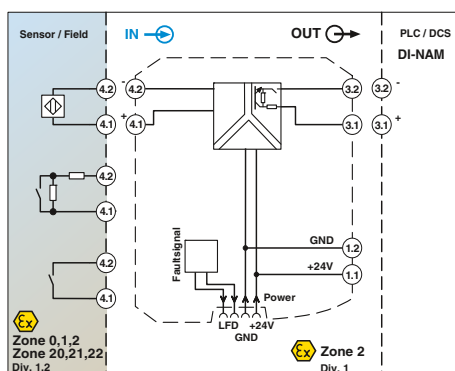 Sensor / Field
IN
OUT
PLC / DCS
DI-NAM
4.2
-
4.2
3.2
3.2
-
4.1
+
4.1
3.1
3.1
+
4.2
4.1
4.2
4.1
Faultsignal
GND
1.2
+24V
1.1
Power
LFD
+24V
GND
Ex
Zone 0,1,2
Zone 20,21,22
Div. 1,2
Ex
Zone 2
Div. 1